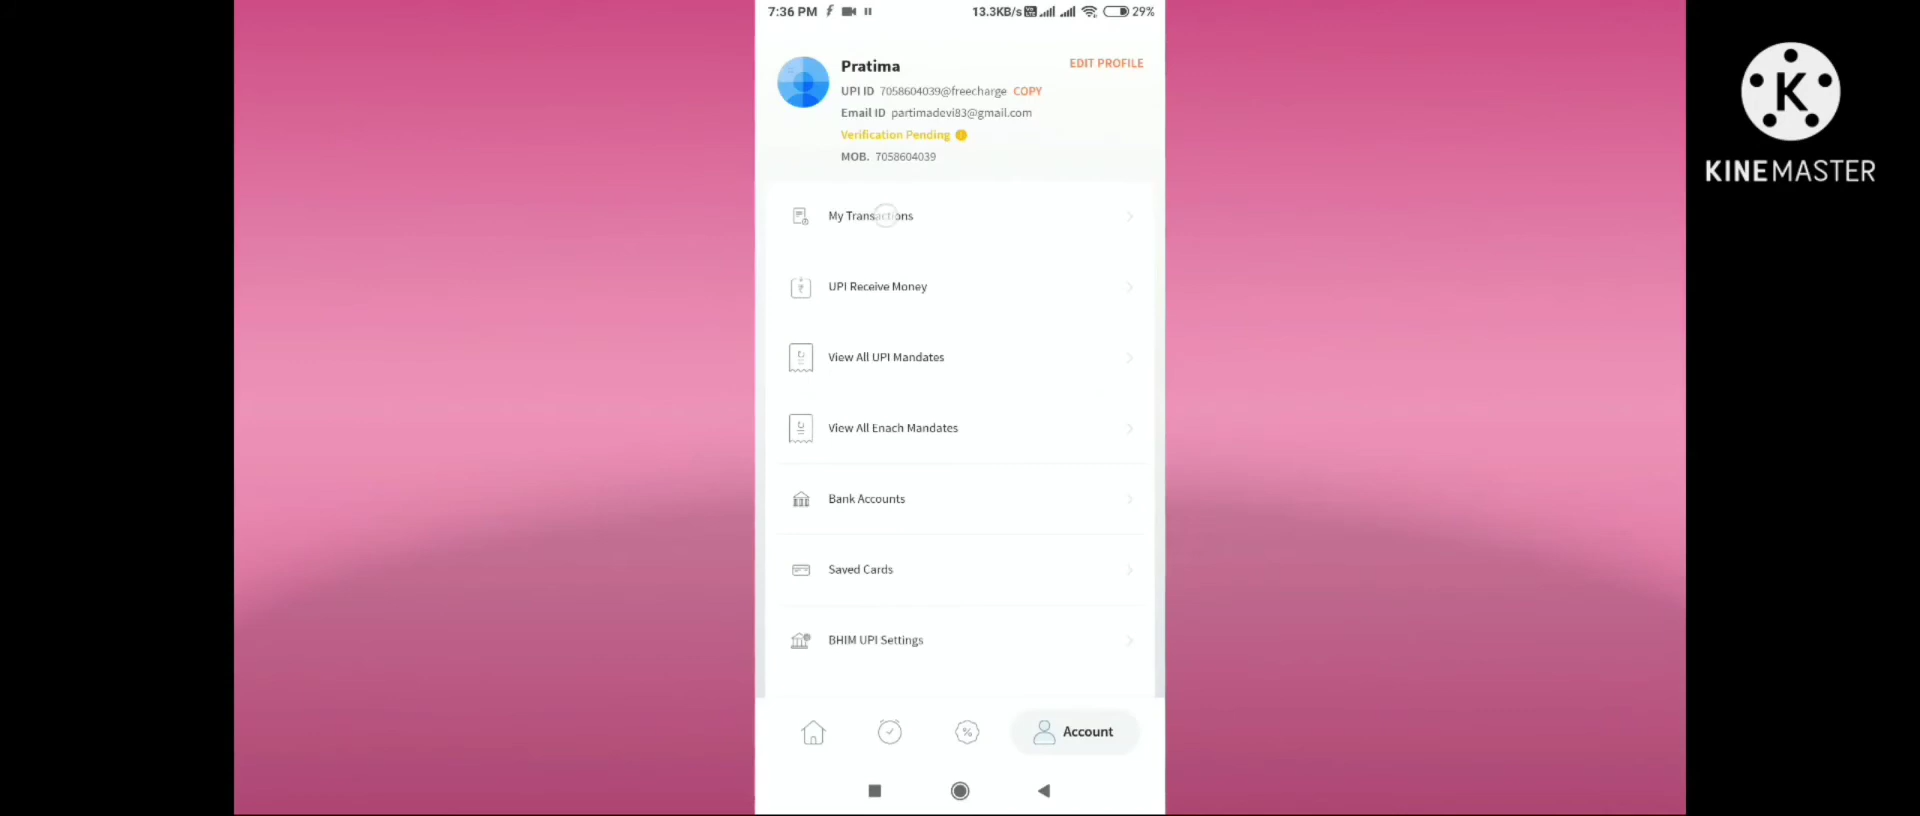 7:36 PM 13.3KB/s 29%
Pratima
EDIT PROFILE
UPI ID 7058604039@freecharge COPY
Email ID partimadevi83@gmail.com
Verification Pending
MOB. 7058604039
My Transactions
UPI Receive Money
View All UPI Mandates
View All Enach Mandates
Bank Accounts
Saved Cards
BHIM UPI Settings
Account
K
KINEMASTER